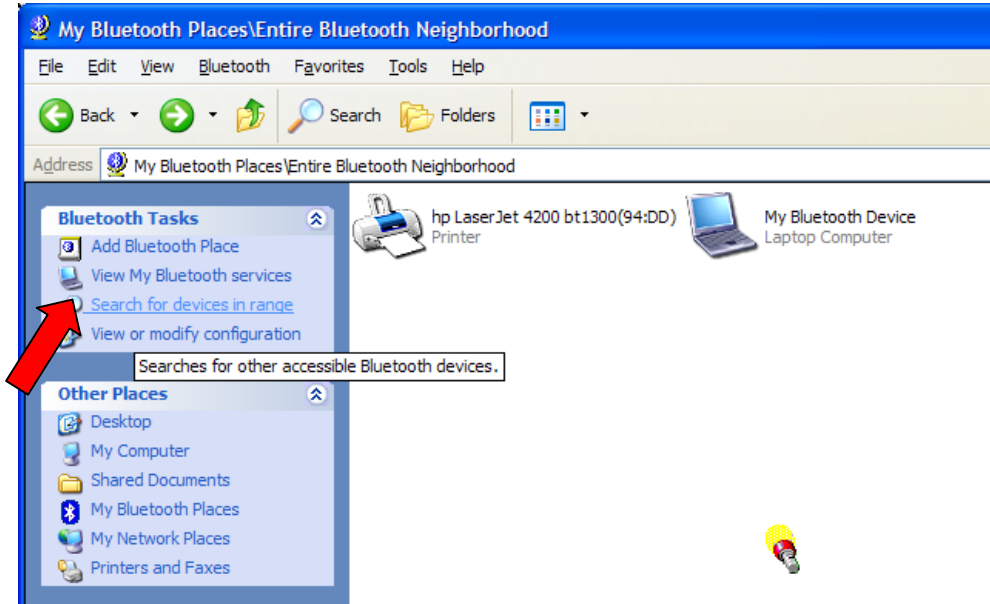 My Bluetooth Places\Entire Bluetooth Neighborhood
File Edit View Bluetooth Favorites Tools Help
Back Search Folders
Address My Bluetooth Places\Entire Bluetooth Neighborhood
Bluetooth Tasks
Add Bluetooth Place
View My Bluetooth services
Search for devices in range
View or modify configuration
Searches for other accessible Bluetooth devices.
Other Places
Desktop
My Computer
Shared Documents
My Bluetooth Places
My Network Places
Printers and Faxes
hp LaserJet 4200 bt1300(94:DD)
Printer
My Bluetooth Device
Laptop Computer